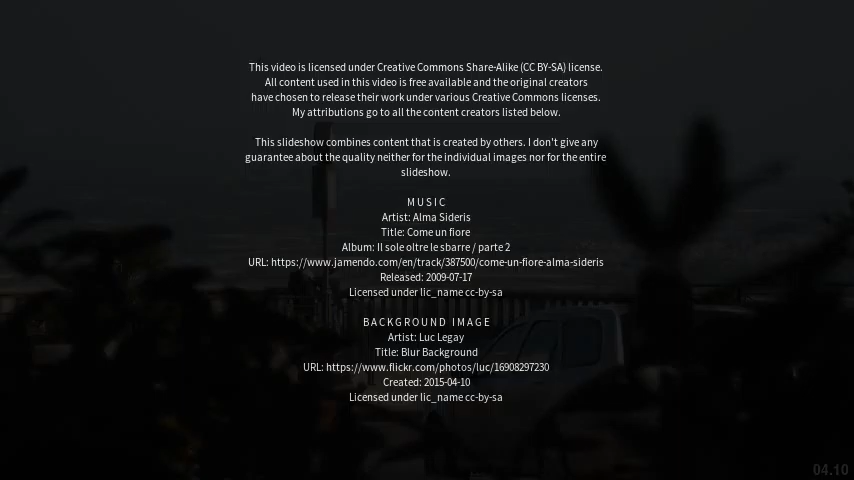 This video is licensed under Creative Commons Share-Alike (CC BY-SA) license.
All content used in this video is free available and the original creators
have chosen to release their work under various Creative Commons licenses.
My attributions go to all the content creators listed below.
This slideshow combines content that is created by others. I don't give any
guarantee about the quality neither for the individual images nor for the entire
slideshow.
MUSIC
Artist: Alma Sideris
Title: Come un fiore
Album: Il sole oltre le sbarre / parte 2
URL: https://www.jamendo.com/en/track/387500/come-un-fiore-alma-sideris
Released: 2009-07-17
Licensed under lic_name cc-by-sa
BACKGROUND IMAGE
Artist: Luc Legay
Title: Blur Background
URL: https://www.flickr.com/photos/luc/16908297230
Created: 2015-04-10
Licensed under lic_name cc-by-sa
04.10